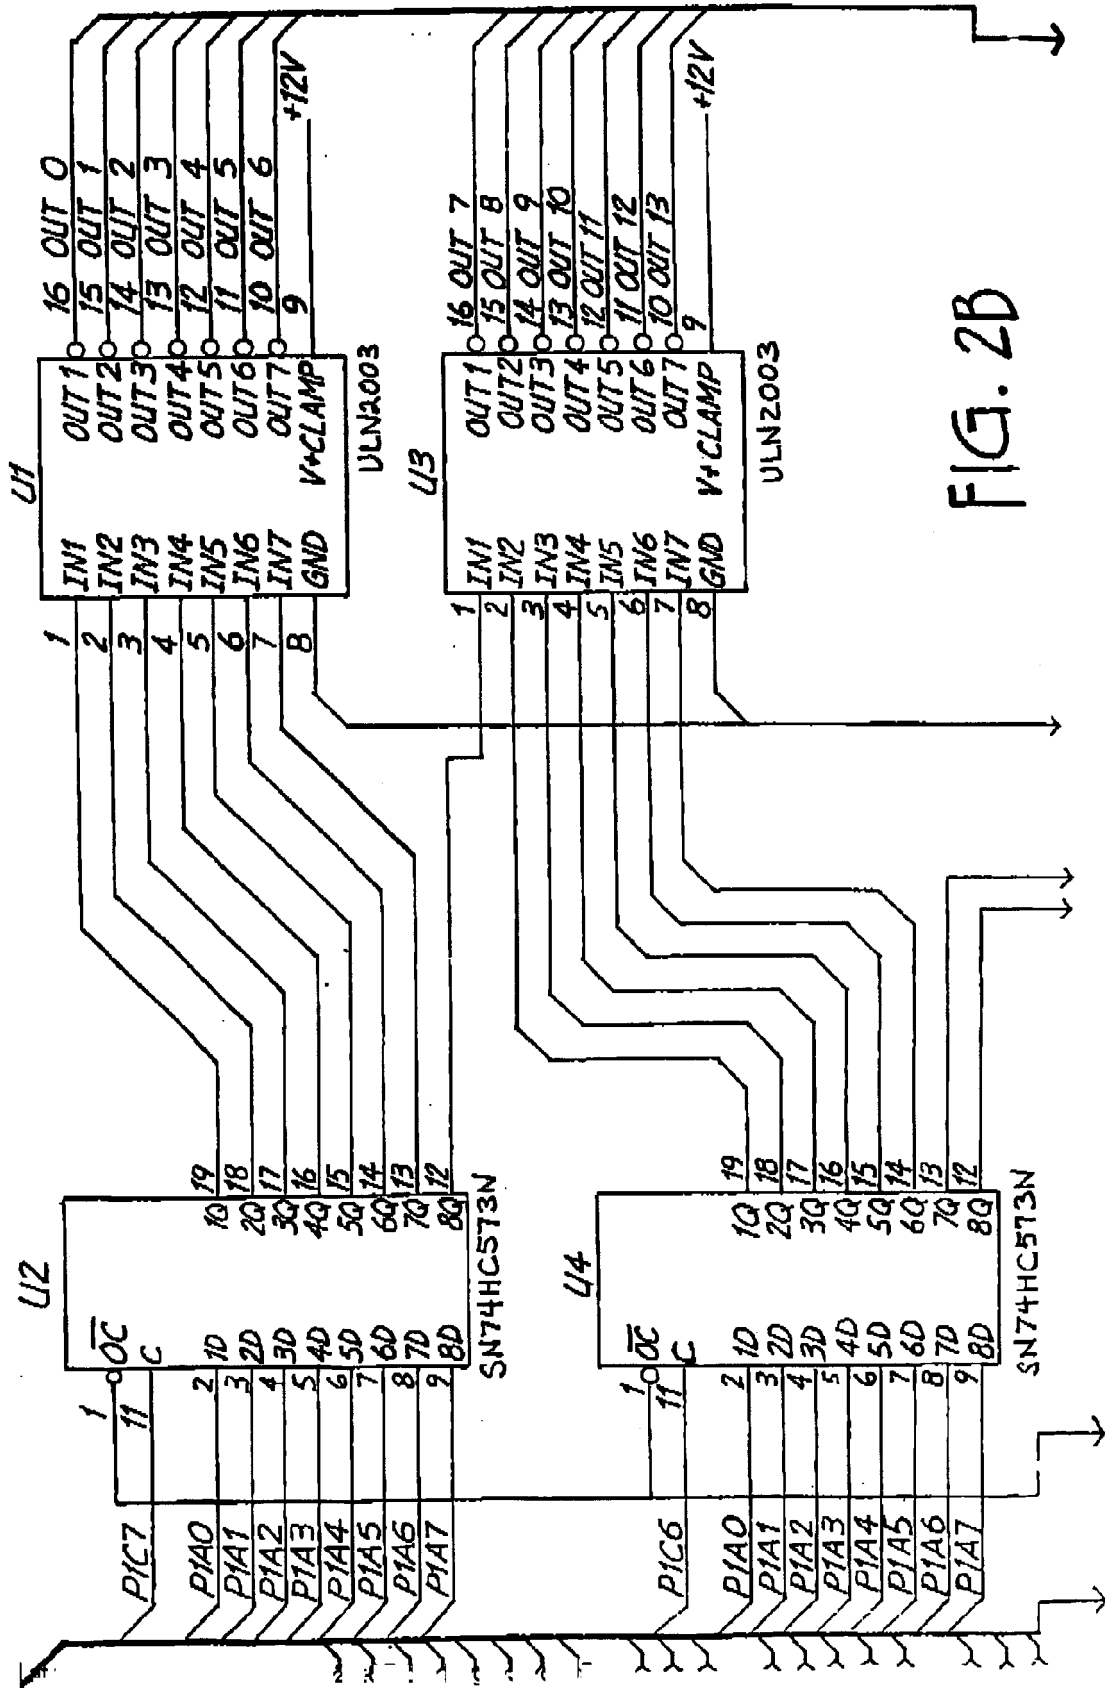 U2
1 OC
11 C
P1C7
P1A0 2 1D 1Q 19
P1A1 3 2D 2Q 18
P1A2 4 3D 3Q 17
P1A3 5 4D 4Q 16
P1A4 6 5D 5Q 15
P1A5 7 6D 6Q 14
P1A6 8 7D 7Q 13
P1A7 9 8D 8Q 12
SN74HC573N
U1
1 IN1 OUT1 16 OUT 0
2 IN2 OUT2 15 OUT 1
3 IN3 OUT3 14 OUT 2
4 IN4 OUT4 13 OUT 3
5 IN5 OUT5 12 OUT 4
6 IN6 OUT6 11 OUT 5
7 IN7 OUT7 10 OUT 6
8 GND V+CLAMP 9 +12V
ULN2003
U4
1 OC
11 C
P1C6
P1A0 2 1D 1Q 19
P1A1 3 2D 2Q 18
P1A2 4 3D 3Q 17
P1A3 5 4D 4Q 16
P1A4 6 5D 5Q 15
P1A5 7 6D 6Q 14
P1A6 8 7D 7Q 13
P1A7 9 8D 8Q 12
SN74HC573N
U3
1 IN1 OUT1 16 OUT 7
2 IN2 OUT2 15 OUT 8
3 IN3 OUT3 14 OUT 9
4 IN4 OUT4 13 OUT 10
5 IN5 OUT5 12 OUT 11
6 IN6 OUT6 11 OUT 12
7 IN7 OUT7 10 OUT 13
8 GND V+CLAMP 9 +12V
ULN2003
FIG. 2B